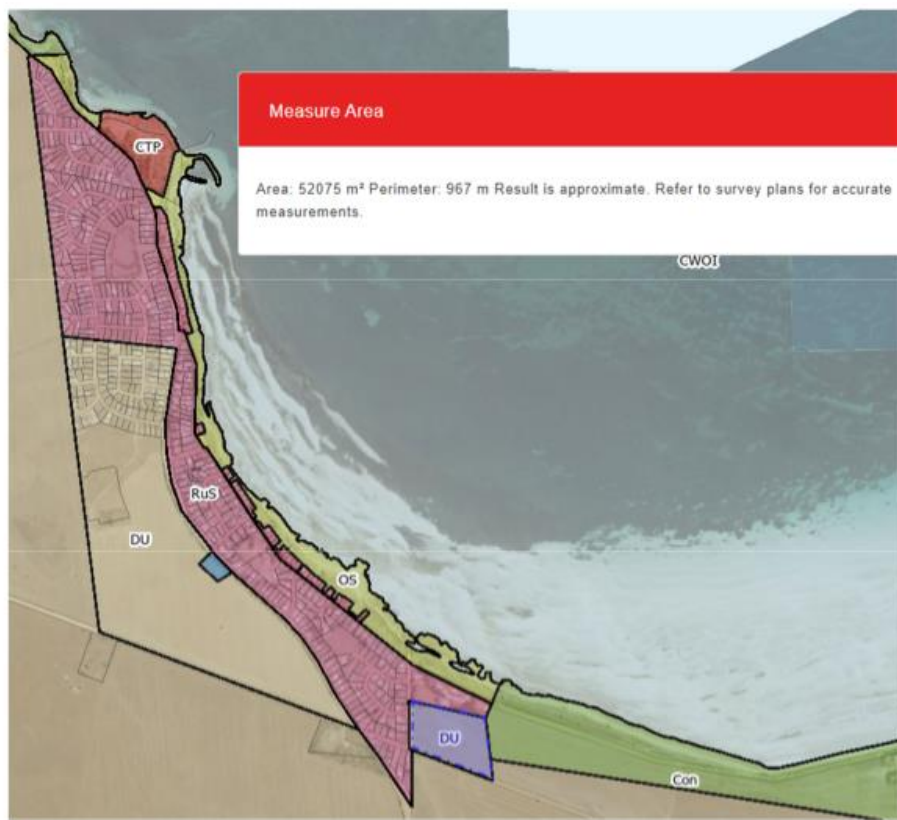 Measure Area
CTP
Area: 52075 m² Perimeter: 967 m Result is approximate. Refer to survey plans for accurate
measurements.
CWOI
RuS
DU
OS
DU
Con